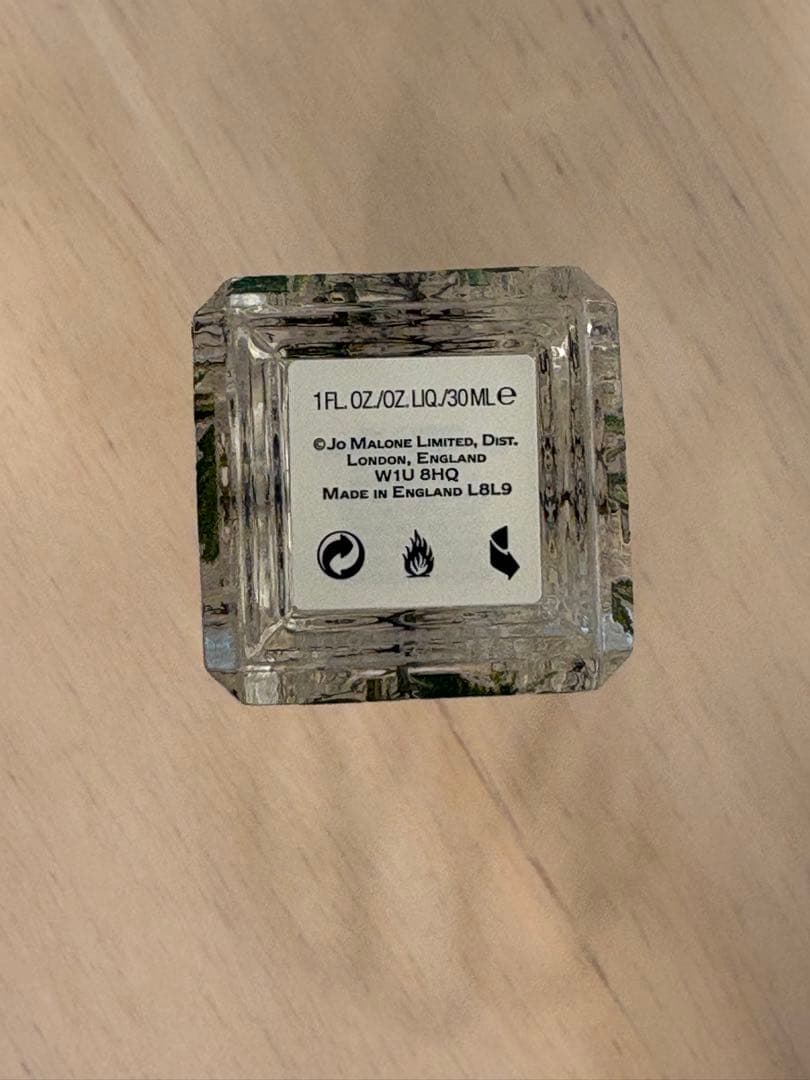 1 FL. OZ./OZ. LIQ./30 ML ℮
©Jo Malone Limited, Dist.
London, England
W1U 8HQ
Made in England L8L9